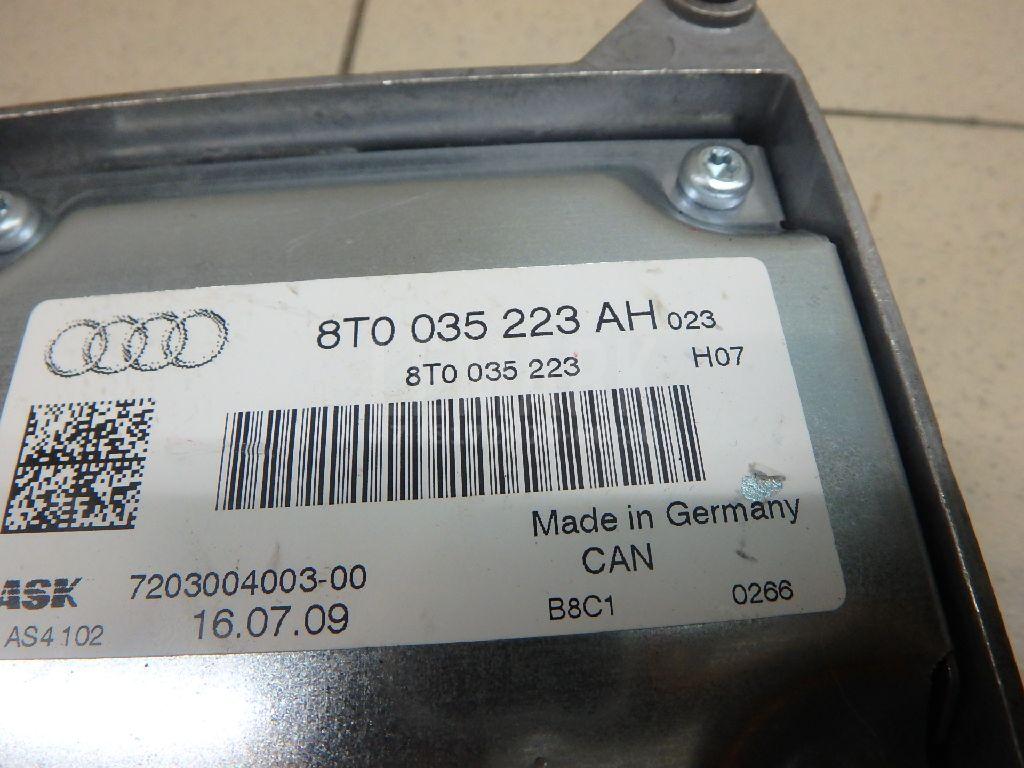 8T0 035 223 AH 023
8T0 035 223 H07
Made in Germany
CAN
ASK 7203004003-00
AS4 102 16.07.09 B8C1 0266